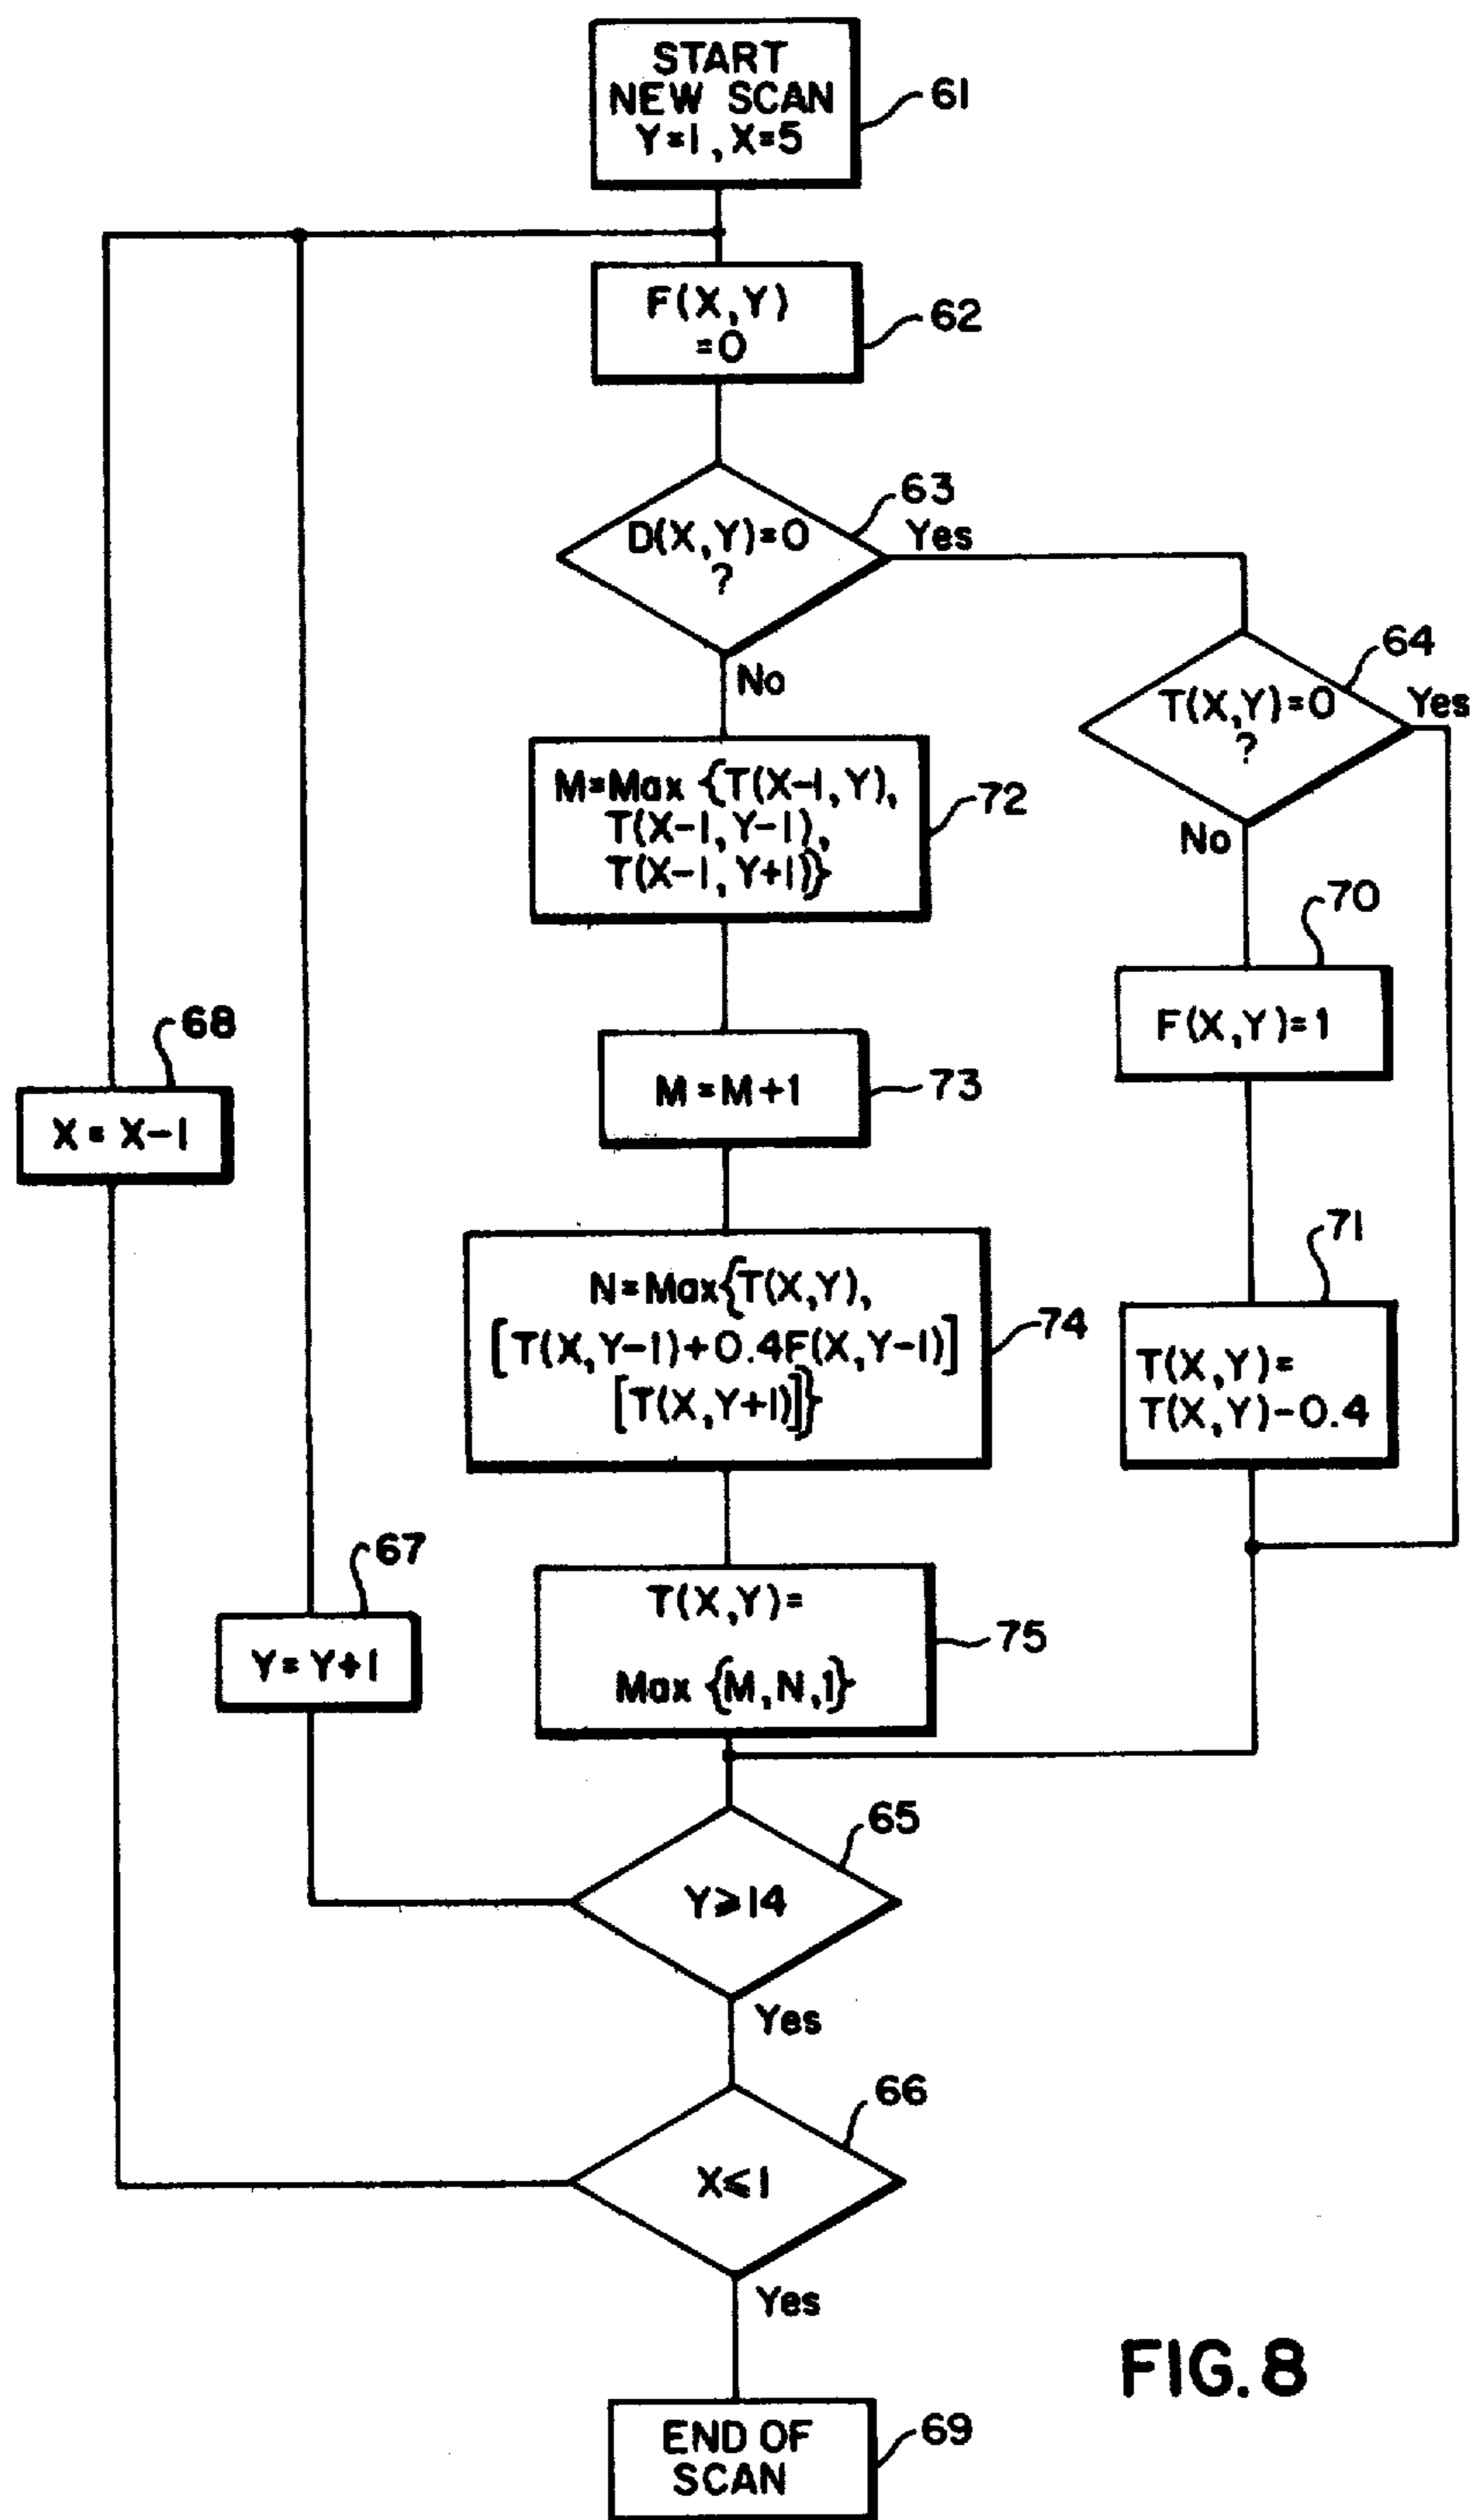 START
NEW SCAN
Y=1, X=5
61
F(X,Y)
=0
62
63
D(X,Y)=0
?
Yes
No
64
T(X,Y)=0
?
Yes
No
M=Max {T(X-1,Y),
T(X-1,Y-1),
T(X-1,Y+1)}
72
70
F(X,Y)=1
68
X=X-1
M=M+1
73
N=Max{T(X,Y),
[T(X,Y-1)+0.4F(X,Y-1)]
[T(X,Y+1)]}
74
71
T(X,Y)=
T(X,Y)-0.4
67
Y=Y+1
T(X,Y)=
Max {M,N,1}
75
65
Y⩾14
Yes
66
X⩽1
Yes
END OF
SCAN
69
FIG.8